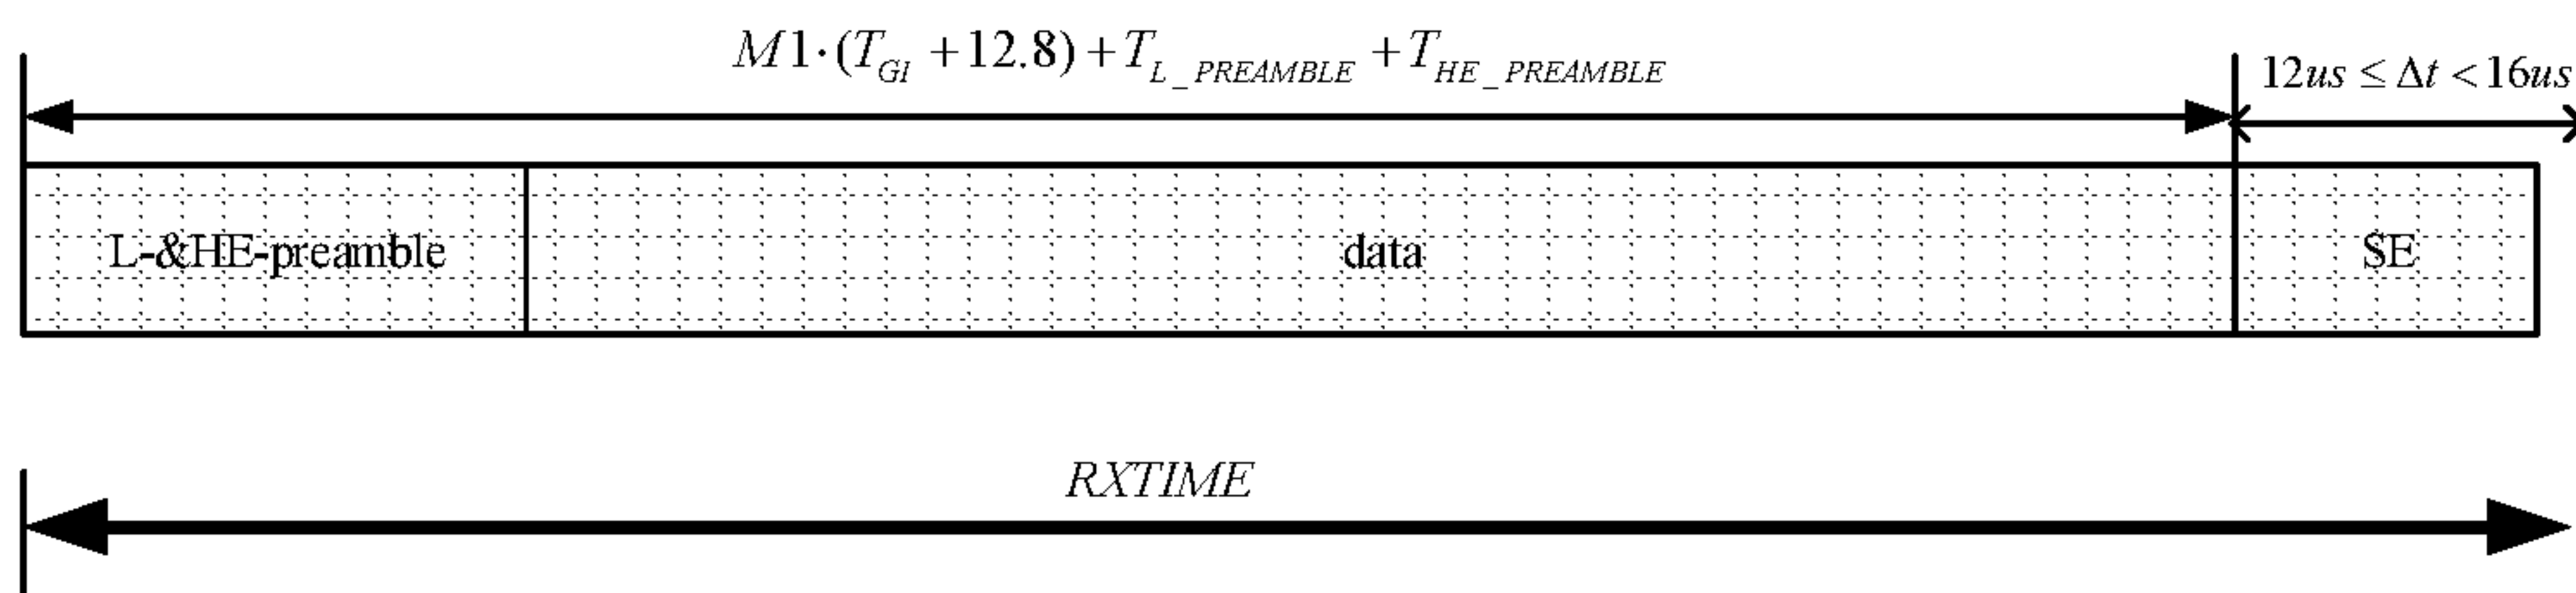 M1·(T_GI +12.8)+T_L_PREAMBLE +T_HE_PREAMBLE
12us ≤ Δt <16us
L-&HE-preamble
data
SE
RXTIME